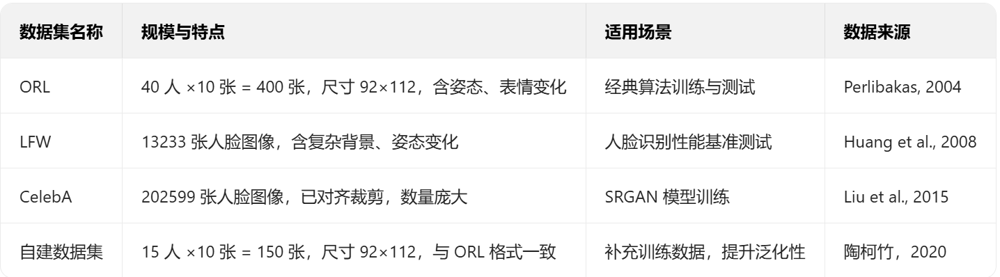 数据集名称 规模与特点 适用场景 数据来源
ORL 40 人 ×10 张 = 400 张，尺寸 92×112，含姿态、表情变化 经典算法训练与测试 Perlibakas, 2004
LFW 13233 张人脸图像，含复杂背景、姿态变化 人脸识别性能基准测试 Huang et al., 2008
CelebA 202599 张人脸图像，已对齐裁剪，数量庞大 SRGAN 模型训练 Liu et al., 2015
自建数据集 15 人 ×10 张 = 150 张，尺寸 92×112，与 ORL 格式一致 补充训练数据，提升泛化性 陶柯竹，2020